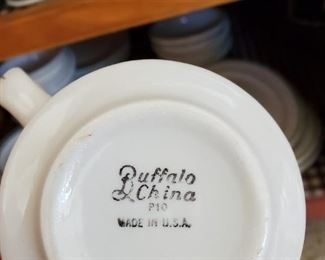 Buffalo
China
P10
MADE IN U.S.A.